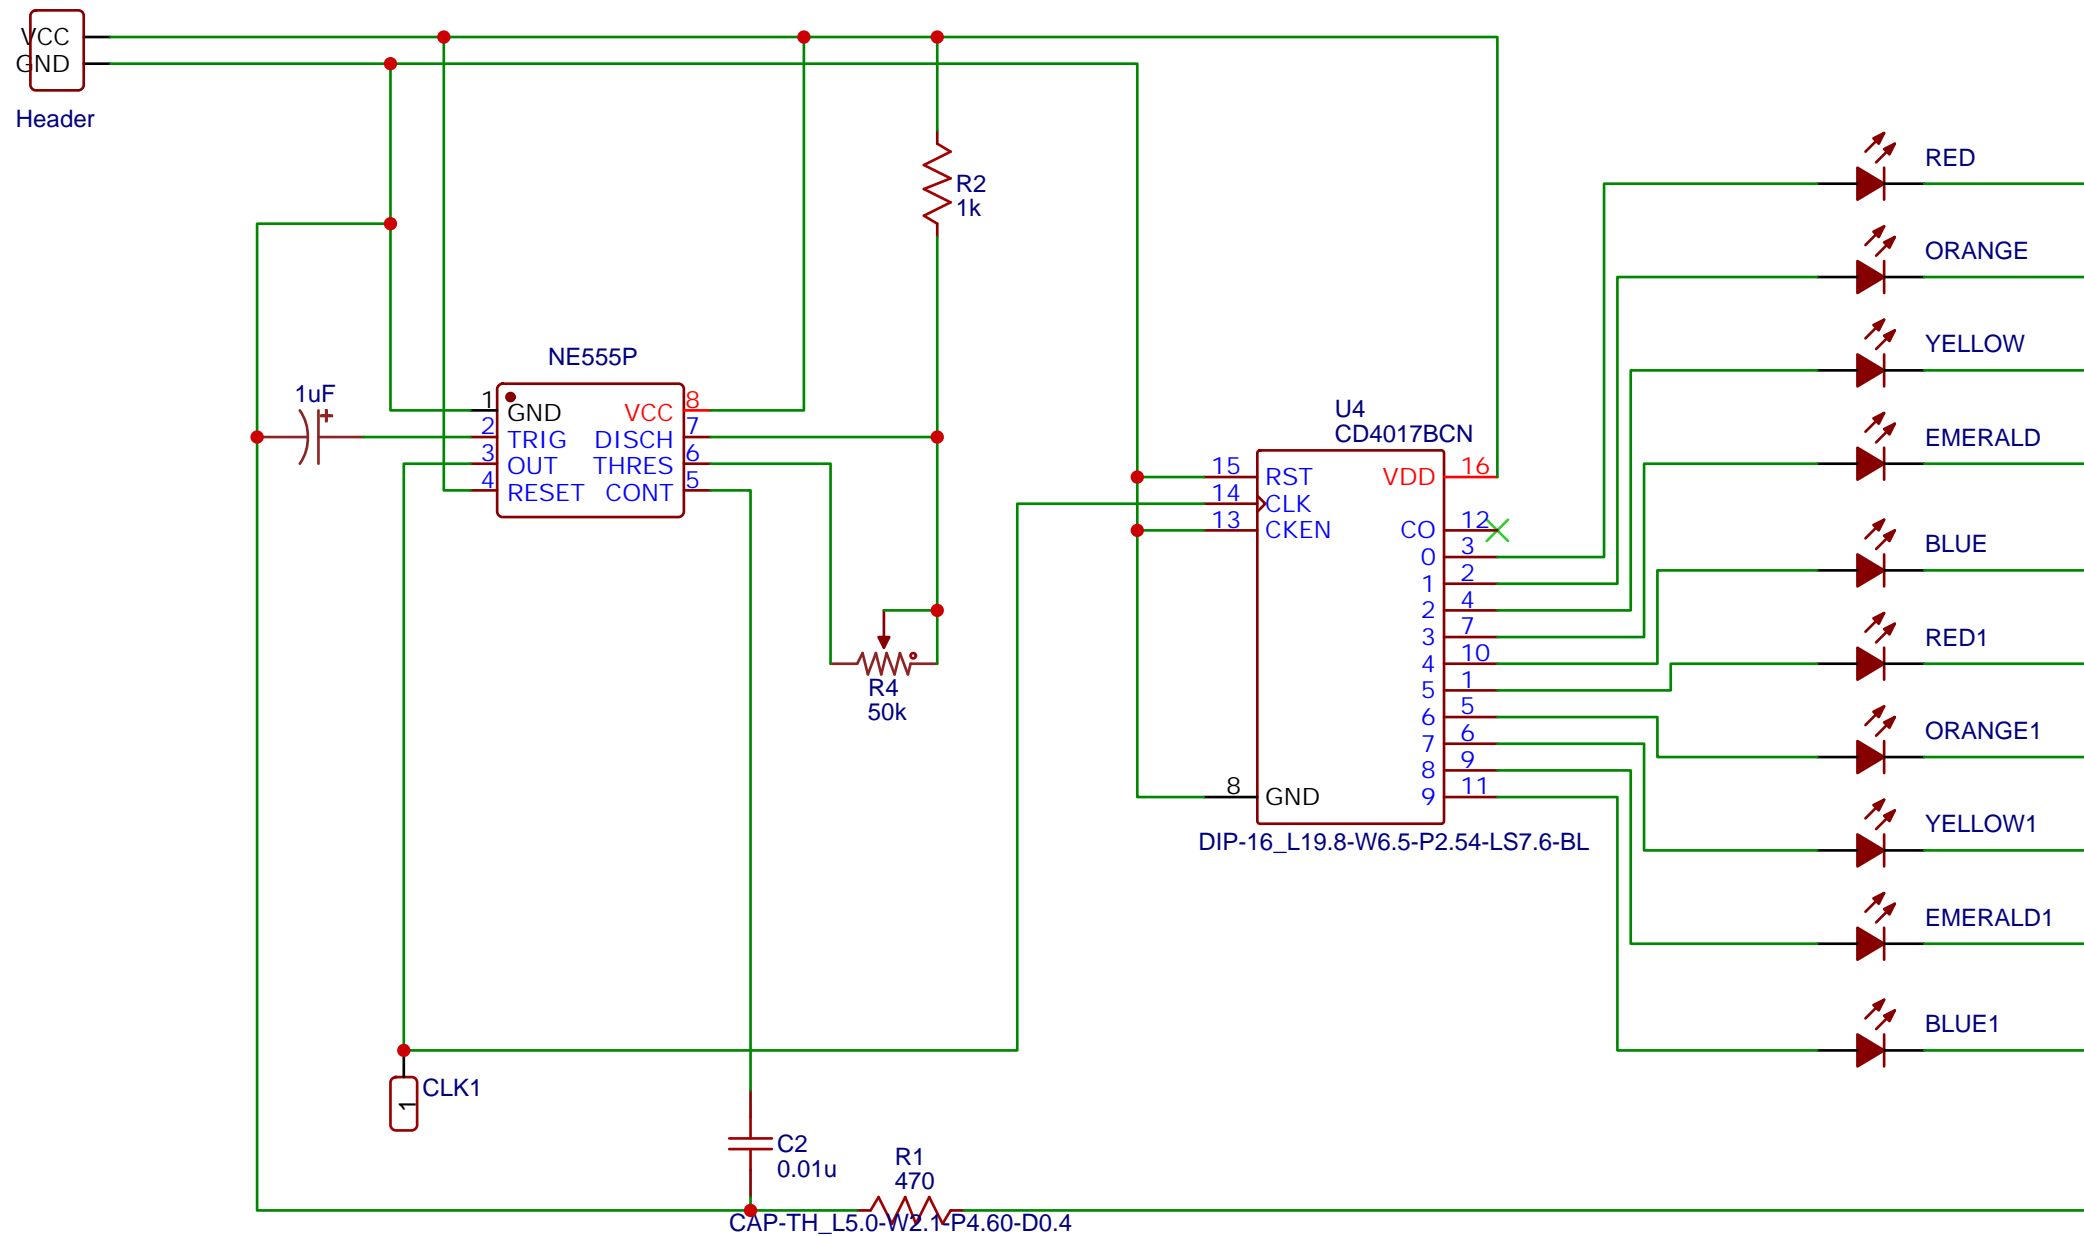 VCC
GND
Header
R2
1k
NE555P
1uF
1 GND VCC 8
2 TRIG DISCH 7
3 OUT THRES 6
4 RESET CONT 5
R4
50k
U4
CD4017BCN
15 RST VDD 16
14 CLK
13 CKEN CO 12
0 3
1 2
2 4
3 7
4 10
5 1
6 5
7 6
8 9
8 GND 9 11
DIP-16_L19.8-W6.5-P2.54-LS7.6-BL
RED
ORANGE
YELLOW
EMERALD
BLUE
RED1
ORANGE1
YELLOW1
EMERALD1
BLUE1
CLK1
1
C2
0.01u
R1
470
CAP-TH_L5.0-W2.1-P4.60-D0.4